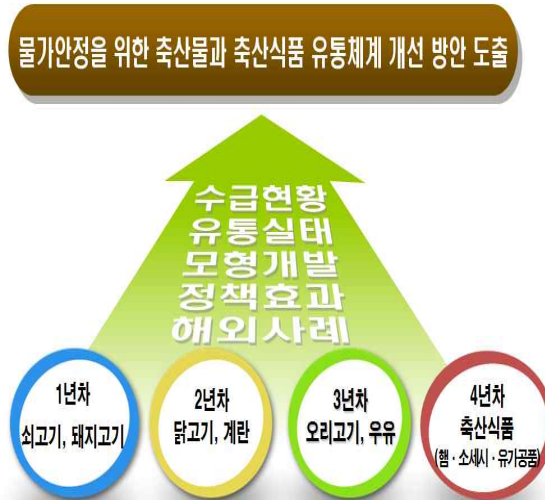 물가안정을 위한 축산물과 축산식품 유통체계 개선 방안 도출
수급현황
유통실태
모형개발
정책효과
해외사례
1년차
쇠고기, 돼지고기
2년차
닭고기, 계란
3년차
오리고기, 우유
4년차
축산식품
(햄·소세시·유가공품)